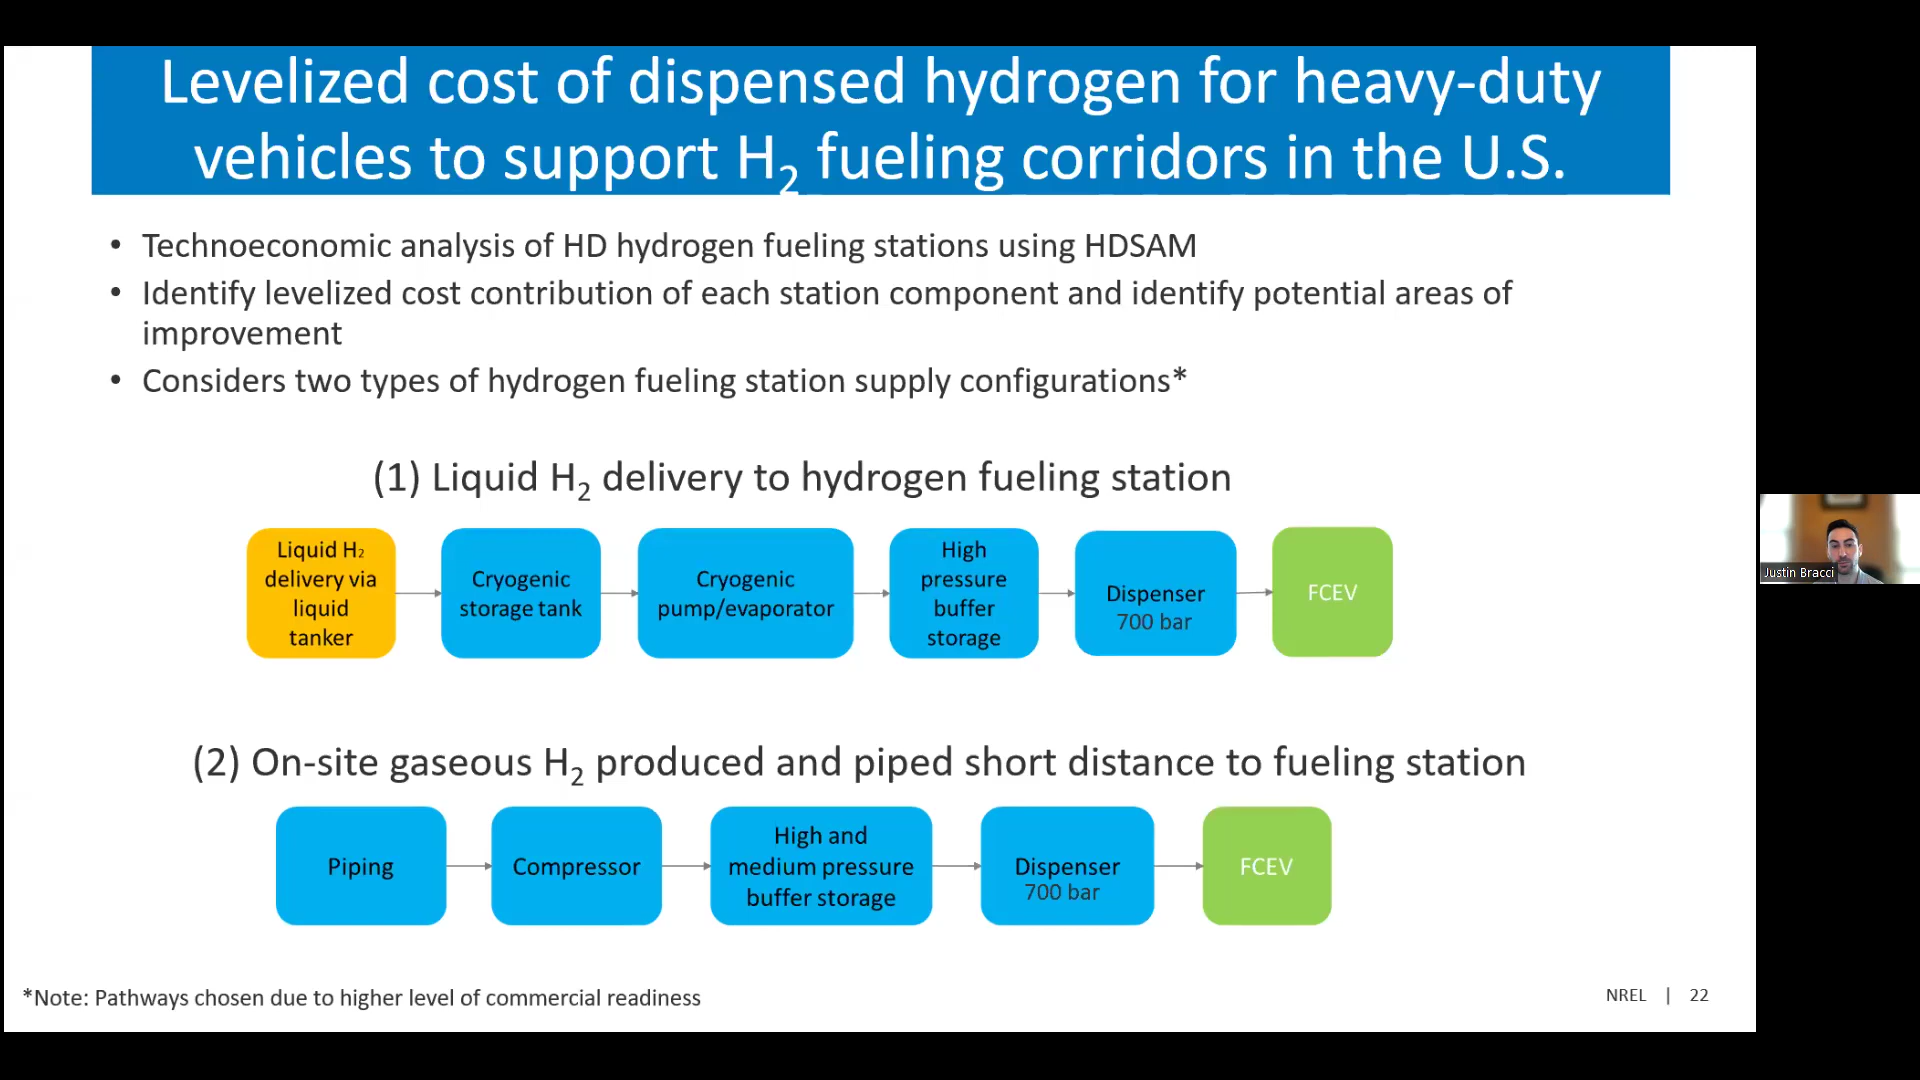 Levelized cost of dispensed hydrogen for heavy-duty
vehicles to support H2 fueling corridors in the U.S.
• Technoeconomic analysis of HD hydrogen fueling stations using HDSAM
• Identify levelized cost contribution of each station component and identify potential areas of
improvement
• Considers two types of hydrogen fueling station supply configurations*
(1) Liquid H2 delivery to hydrogen fueling station
Liquid H2
delivery via
liquid
tanker
Cryogenic
storage tank
Cryogenic
pump/evaporator
High
pressure
buffer
storage
Dispenser
700 bar
FCEV
Justin Bracci
(2) On-site gaseous H2 produced and piped short distance to fueling station
Piping
Compressor
High and
medium pressure
buffer storage
Dispenser
700 bar
FCEV
*Note: Pathways chosen due to higher level of commercial readiness
NREL | 22